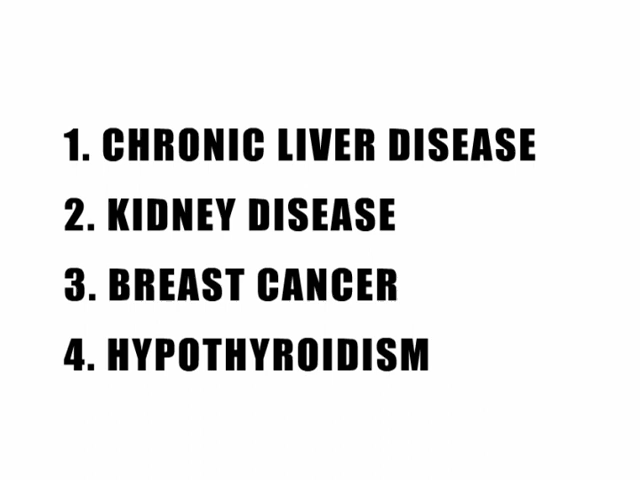 1. CHRONIC LIVER DISEASE
2. KIDNEY DISEASE
3. BREAST CANCER
4. HYPOTHYROIDISM